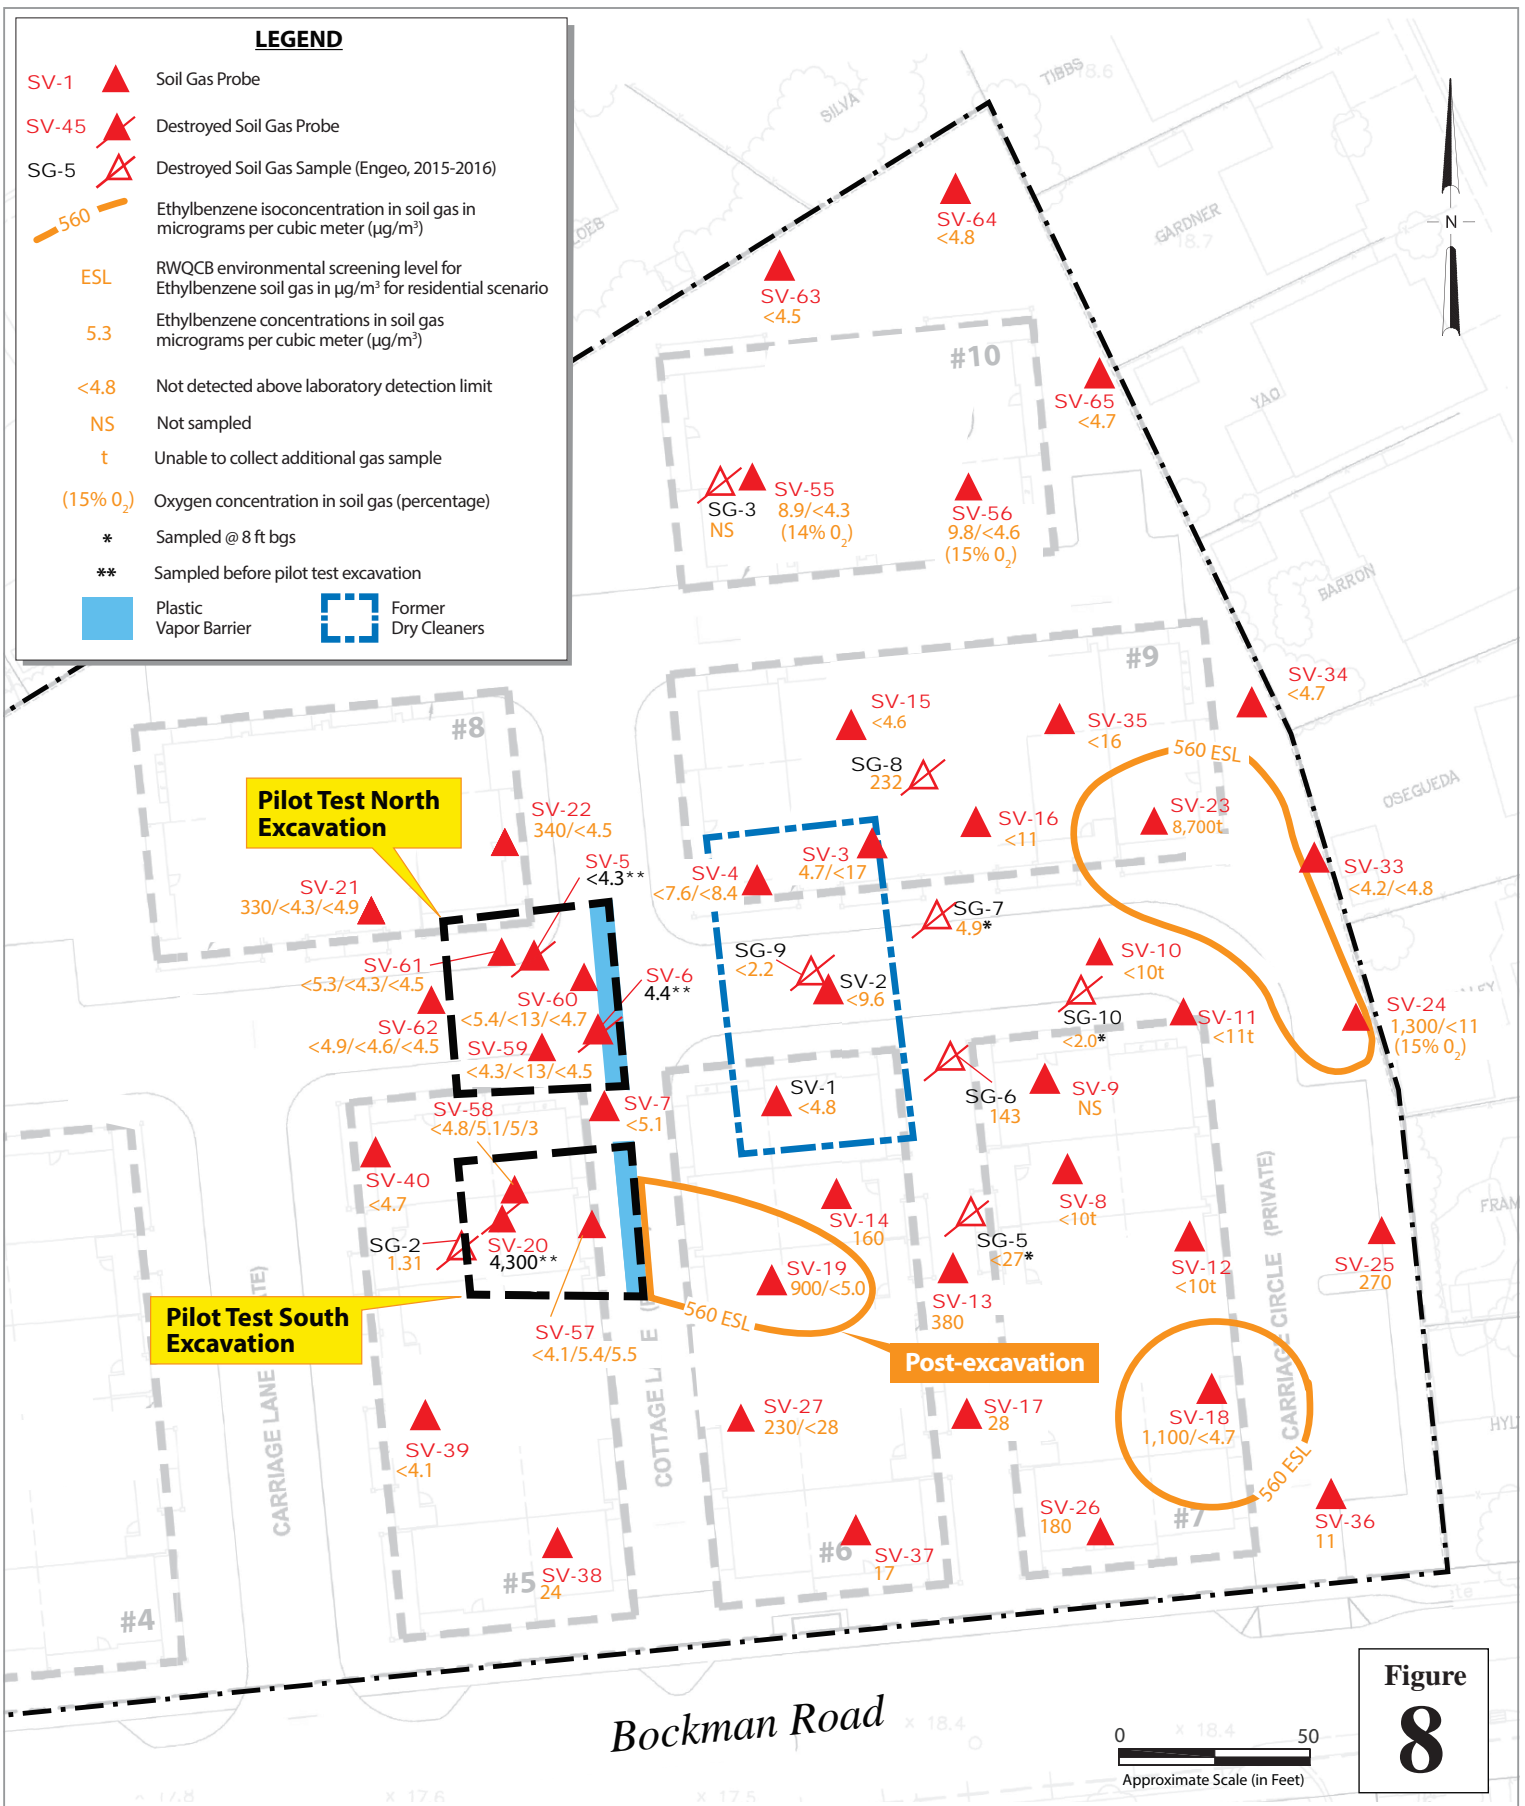 LEGEND
SV-1 Soil Gas Probe
SV-45 Destroyed Soil Gas Probe
SG-5 Destroyed Soil Gas Sample (Engeo, 2015-2016)
560 Ethylbenzene isoconcentration in soil gas in
micrograms per cubic meter (µg/m³)
ESL RWQCB environmental screening level for
Ethylbenzene soil gas in µg/m³ for residential scenario
5.3 Ethylbenzene concentrations in soil gas
micrograms per cubic meter (µg/m³)
<4.8 Not detected above laboratory detection limit
NS Not sampled
t Unable to collect additional gas sample
(15% 0₂) Oxygen concentration in soil gas (percentage)
* Sampled @ 8 ft bgs
** Sampled before pilot test excavation
Plastic
Vapor Barrier
Former
Dry Cleaners
SILVA
TIBBS
18.6
LOEB
GARDNER
18.7
YAO
BARRON
OSEGUEDA
N
SV-64
<4.8
SV-63
<4.5
#10
SV-65
<4.7
SG-3
NS
SV-55
8.9/<4.3
(14% 0₂)
SV-56
9.8/<4.6
(15% 0₂)
#9
SV-34
<4.7
SV-15
<4.6
SV-35
<16
560 ESL
SG-8
232
#8
Pilot Test North
Excavation
SV-22
340/<4.5
SV-5
<4.3**
SV-21
330/<4.3/<4.9
SV-4
<7.6/<8.4
SV-3
4.7/<17
SV-16
<11
SV-23
8,700t
SV-33
<4.2/<4.8
SG-7
4.9*
SV-61
<5.3/<4.3/<4.5
SV-6
4.4**
SG-9
<2.2
SV-2
<9.6
SV-10
<10t
SV-60
<5.4/<13/<4.7
SV-62
<4.9/<4.6/<4.5
SG-10
<2.0*
SV-11
<11t
SV-24
1,300/<11
(15% 0₂)
SV-59
<4.3/<13/<4.5
SV-58
<4.8/5.1/5/3
SV-7
<5.1
SV-1
<4.8
SG-6
143
SV-9
NS
SV-40
<4.7
SV-8
<10t
SV-14
160
SG-2
1.31
SV-20
4,300**
SG-5
<27*
SV-12
<10t
SV-25
270
FRAN
SV-19
900/<5.0
SV-13
380
560 ESL
Pilot Test South
Excavation
SV-57
<4.1/5.4/5.5
Post-excavation
CARRIAGE LANE
COTTAGE LA
CARRIAGE CIRCLE (PRIVATE)
SV-39
<4.1
SV-27
230/<28
SV-17
28
SV-18
1,100/<4.7
560 ESL
HYL
SV-26
180
#7
SV-36
11
#6
SV-37
17
#5
SV-38
24
#4
Bockman Road
x 18.4
x 18.4
x 17.6
x 17.5
0 50
Approximate Scale (in Feet)
Figure
8